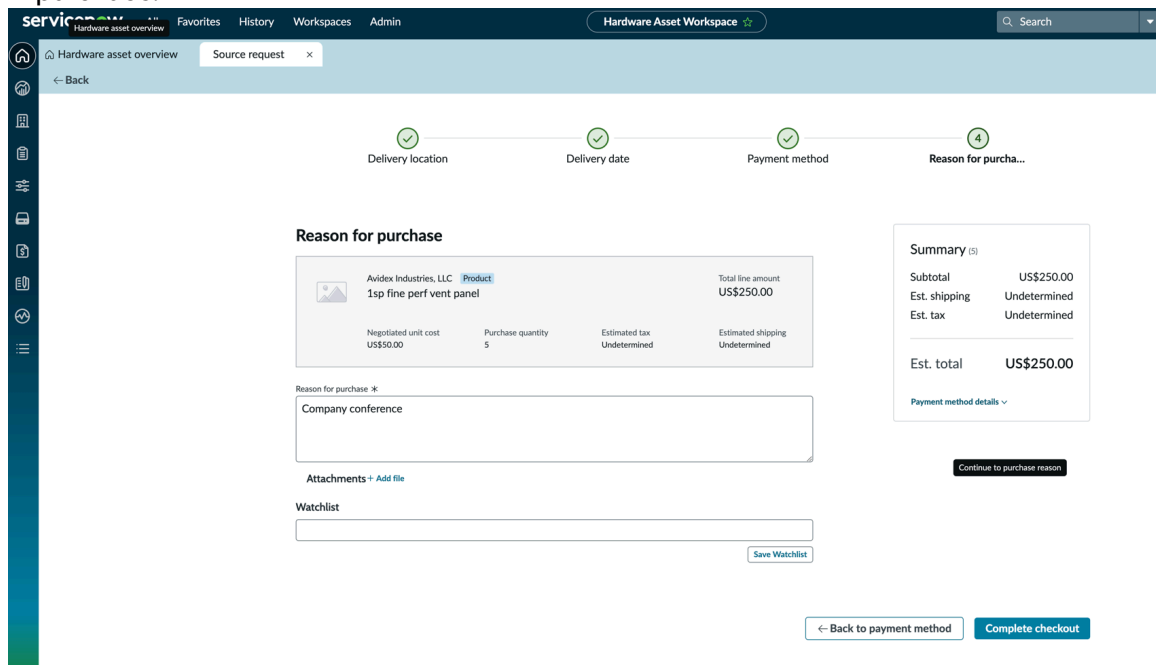 All Favorites History Workspaces Admin
Hardware Asset Workspace ☆
Search
Hardware asset overview
Hardware asset overview
Source request ×
← Back
4
Delivery location
Delivery date
Payment method
Reason for purcha...
Reason for purchase
Avidex Industries, LLC Product
1sp fine perf vent panel
Total line amount
US$250.00
Negotiated unit cost
US$50.00
Purchase quantity
5
Estimated tax
Undetermined
Estimated shipping
Undetermined
Reason for purchase *
Company conference
Attachments + Add file
Watchlist
Save Watchlist
Summary (5)
Subtotal US$250.00
Est. shipping Undetermined
Est. tax Undetermined
Est. total US$250.00
Payment method details
Continue to purchase reason
← Back to payment method
Complete checkout